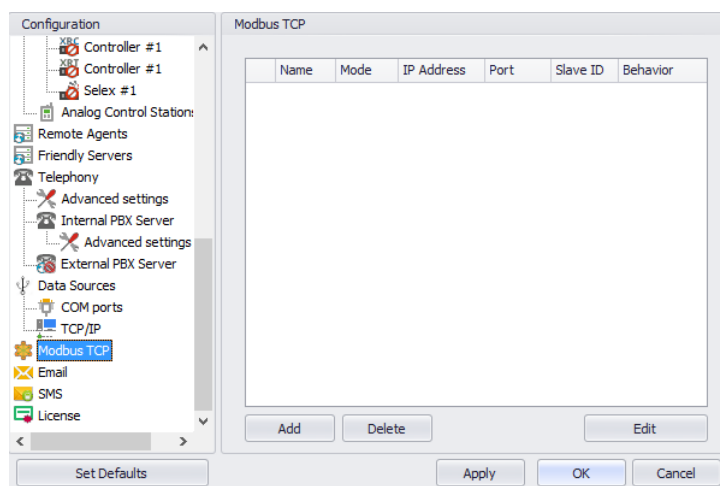 Configuration
XRC Controller #1
XRT Controller #1
Selex #1
Analog Control Station
Remote Agents
Friendly Servers
Telephony
Advanced settings
Internal PBX Server
Advanced settings
External PBX Server
Data Sources
COM ports
TCP/IP
Modbus TCP
Email
SMS
License
Set Defaults
Modbus TCP
Name Mode IP Address Port Slave ID Behavior
Add Delete Edit
Apply OK Cancel